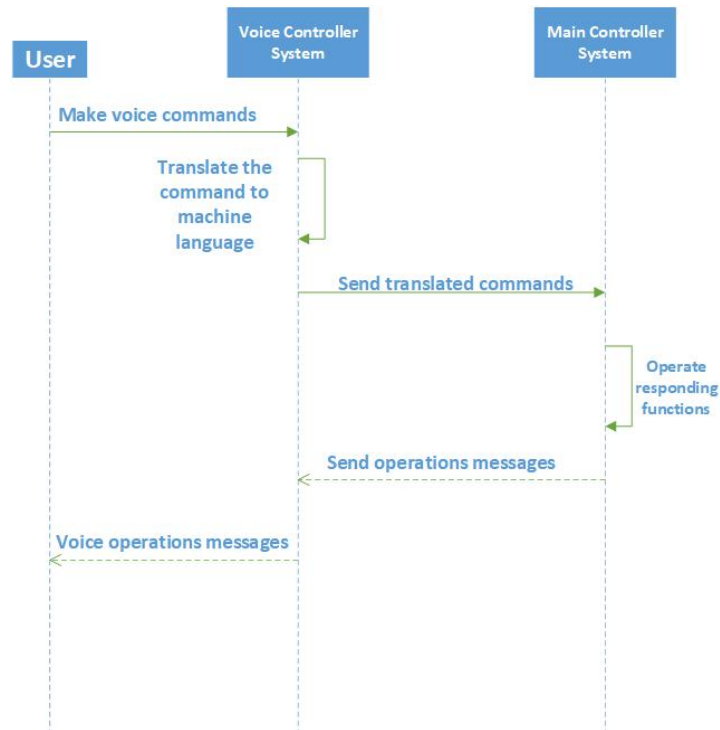 User
Voice Controller
System
Main Controller
System
Make voice commands
Translate the
command to
machine
language
Send translated commands
Operate
responding
functions
Send operations messages
Voice operations messages